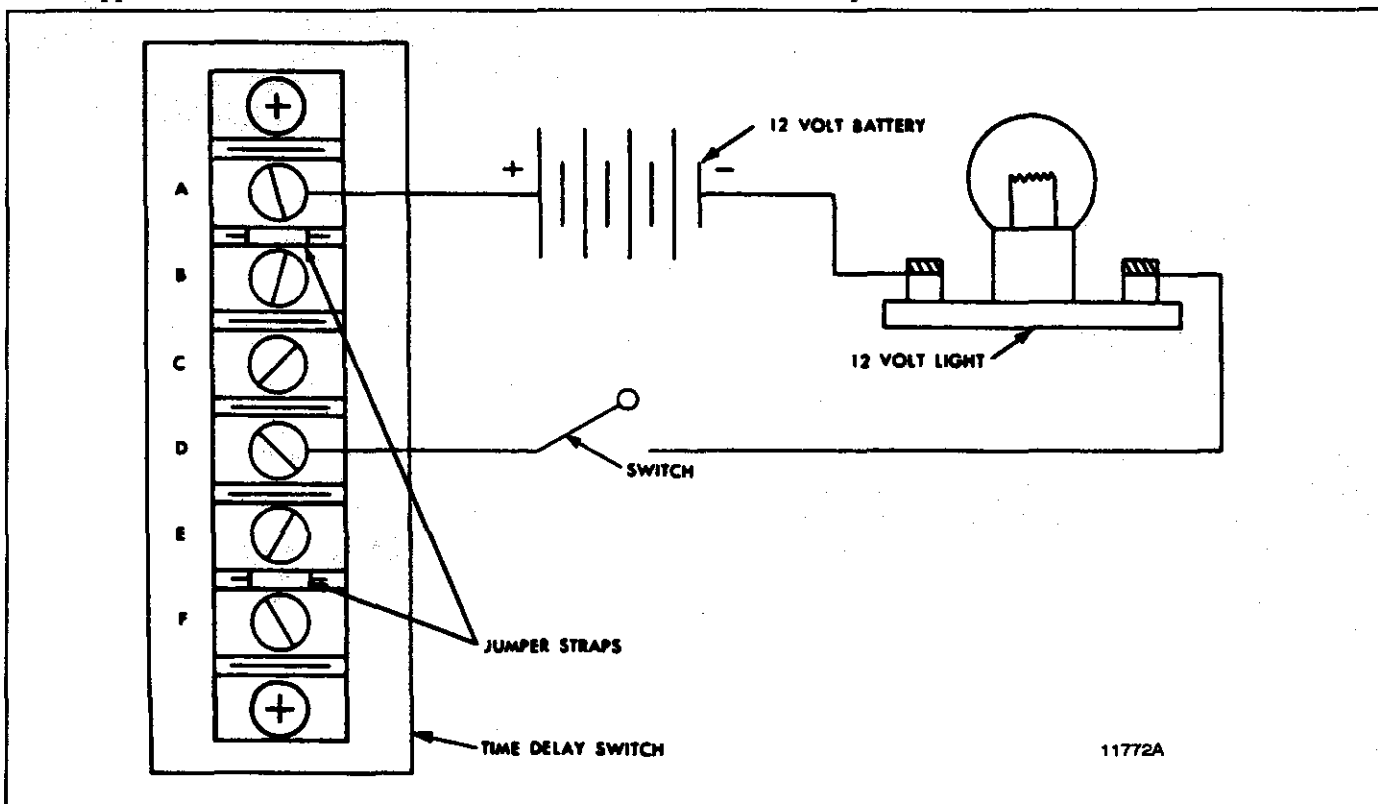 12 VOLT BATTERY
+ -
A
B
C
D
E
F
12 VOLT LIGHT
SWITCH
JUMPER STRAPS
TIME DELAY SWITCH
11772A